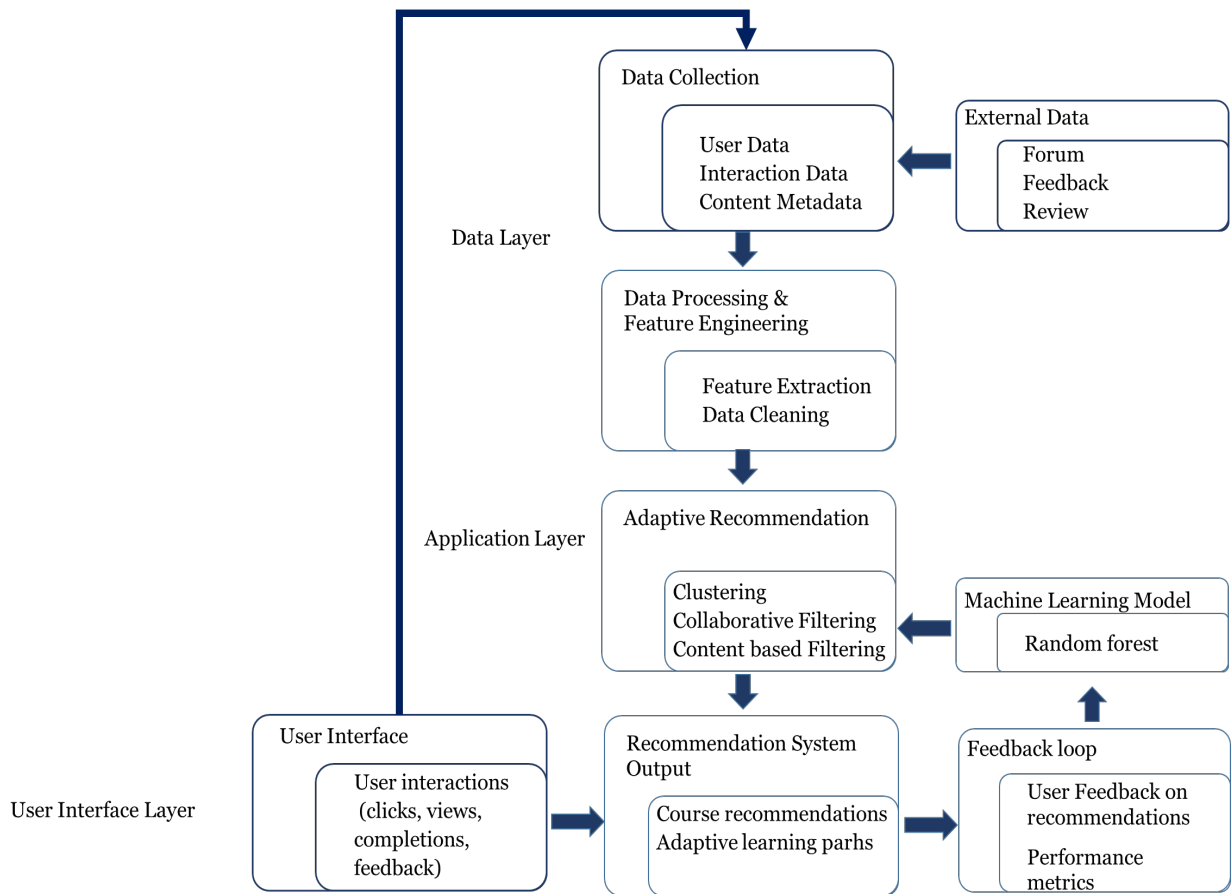 Data Collection
User Data
Interaction Data
Content Metadata
External Data
Forum
Feedback
Review
Data Layer
Data Processing &
Feature Engineering
Feature Extraction
Data Cleaning
Application Layer
Adaptive Recommendation
Clustering
Collaborative Filtering
Content based Filtering
Machine Learning Model
Random forest
User Interface Layer
User Interface
User interactions
(clicks, views,
completions,
feedback)
Recommendation System
Output
Course recommendations
Adaptive learning parhs
Feedback loop
User Feedback on
recommendations
Performance
metrics